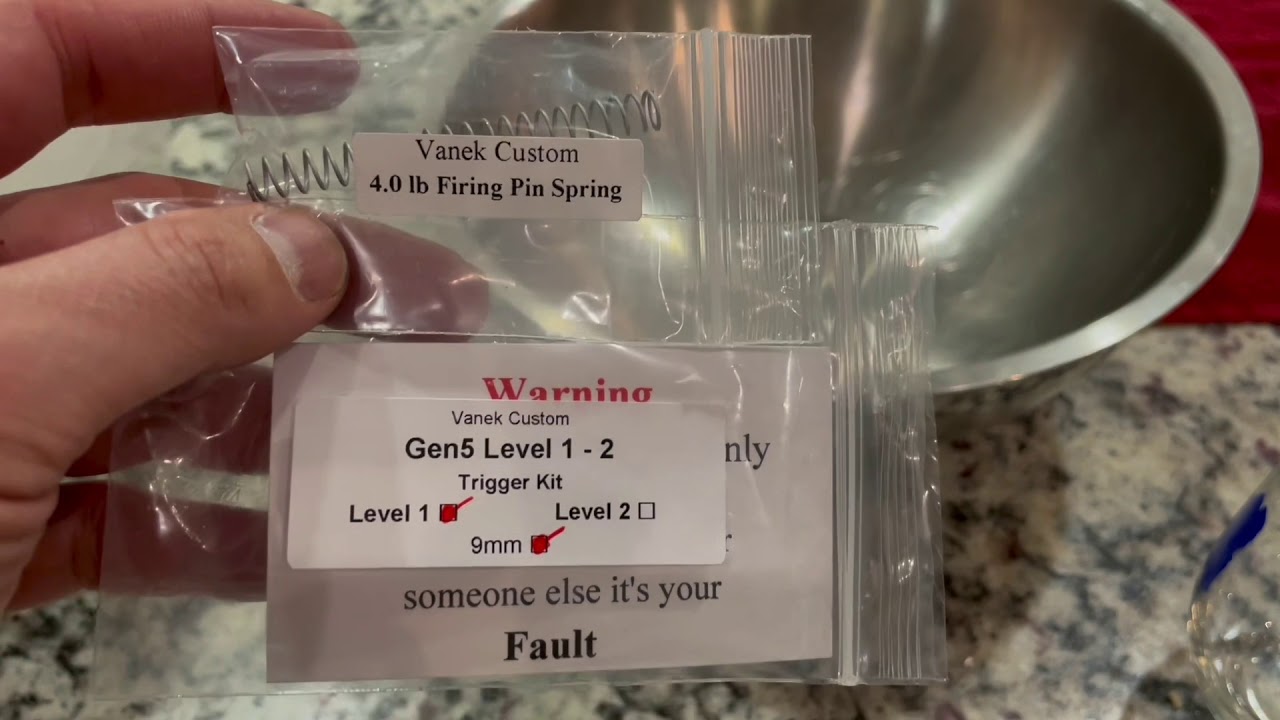 Vanek Custom
4.0 lb Firing Pin Spring
Warning
Vanek Custom
Gen5 Level 1 - 2
Trigger Kit
Level 1 ☑ Level 2 ☐
9mm ☑
someone else it's your
Fault